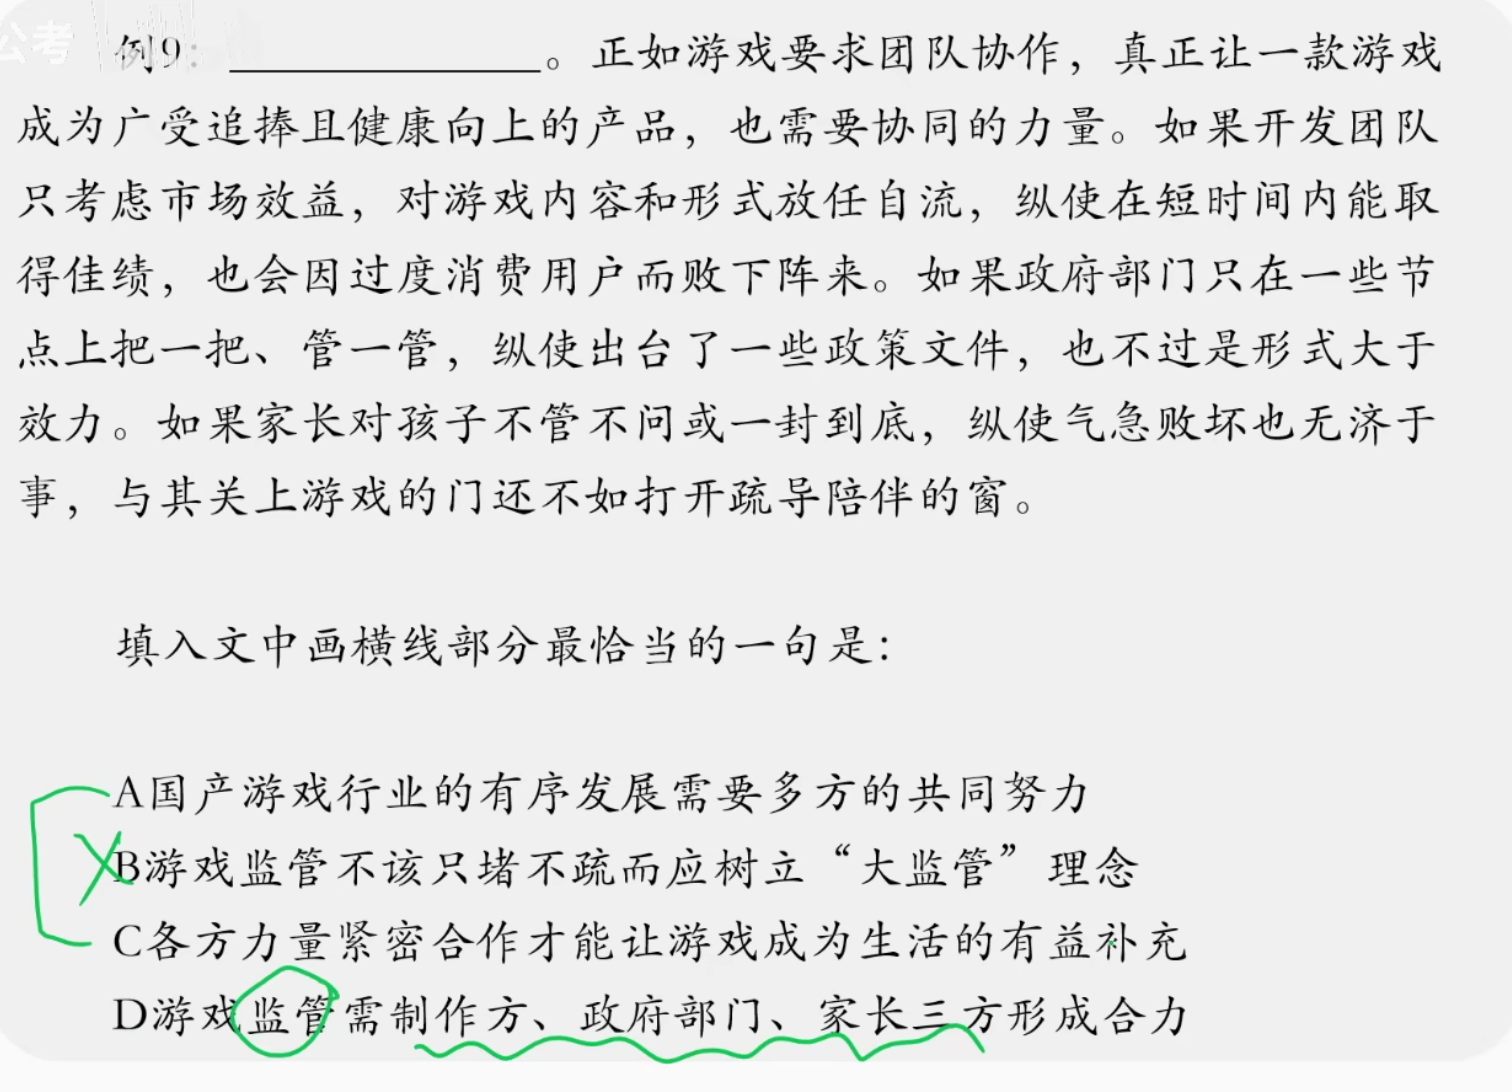 公考
例9：______。正如游戏要求团队协作，真正让一款游戏
成为广受追捧且健康向上的产品，也需要协同的力量。如果开发团队
只考虑市场效益，对游戏内容和形式放任自流，纵使在短时间内能取
得佳绩，也会因过度消费用户而败下阵来。如果政府部门只在一些节
点上把一把、管一管，纵使出台了一些政策文件，也不过是形式大于
效力。如果家长对孩子不管不问或一封到底，纵使气急败坏也无济于
事，与其关上游戏的门还不如打开疏导陪伴的窗。
填入文中画横线部分最恰当的一句是：
A国产游戏行业的有序发展需要多方的共同努力
B游戏监管不该只堵不疏而应树立“大监管”理念
C各方力量紧密合作才能让游戏成为生活的有益补充
D游戏监管需制作方、政府部门、家长三方形成合力